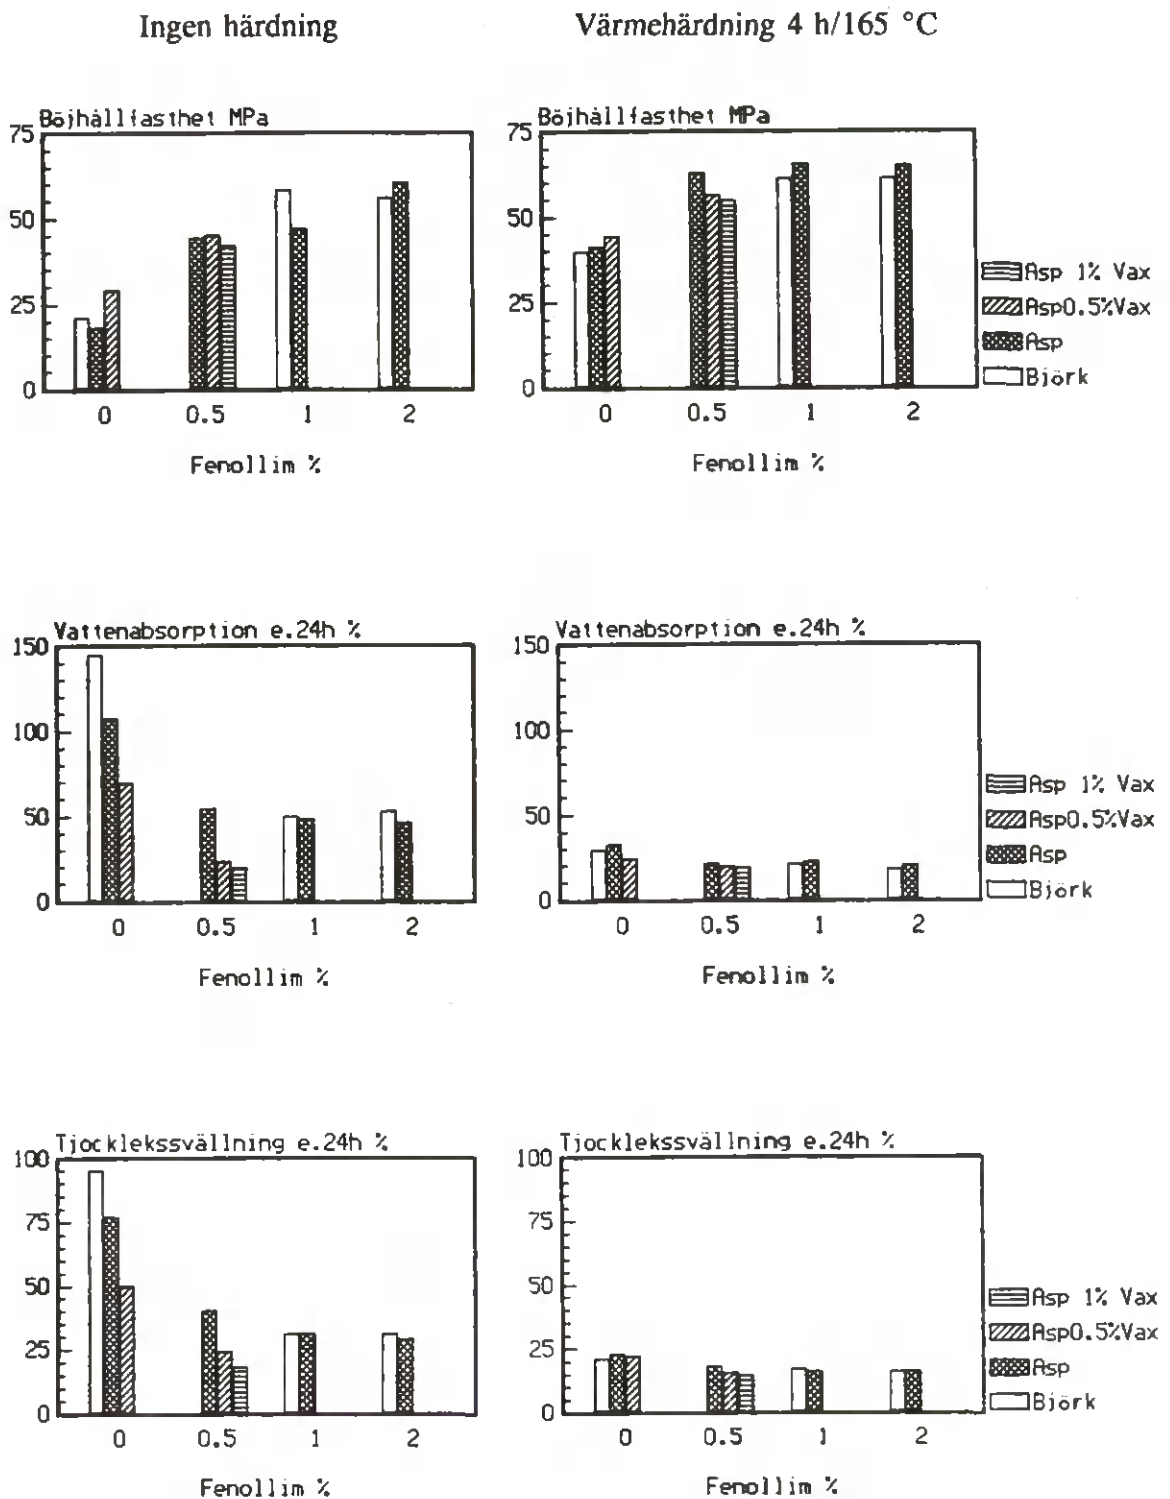 Ingen härdning
Värmehärdning 4 h/165 °C
Böjhållfasthet MPa
75
50
25
0
0 0.5 1 2
Fenollim %
Böjhållfasthet MPa
75
50
25
0
0 0.5 1 2
Fenollim %
Asp 1% Vax
Asp0.5%Vax
Asp
Björk
Vattenabsorption e.24h %
150
100
50
0
0 0.5 1 2
Fenollim %
Vattenabsorption e.24h %
150
100
50
0
0 0.5 1 2
Fenollim %
Asp 1% Vax
Asp0.5%Vax
Asp
Björk
Tjocklekssvällning e.24h %
100
75
50
25
0
0 0.5 1 2
Fenollim %
Tjocklekssvällning e.24h %
100
75
50
25
0
0 0.5 1 2
Fenollim %
Asp 1% Vax
Asp0.5%Vax
Asp
Björk